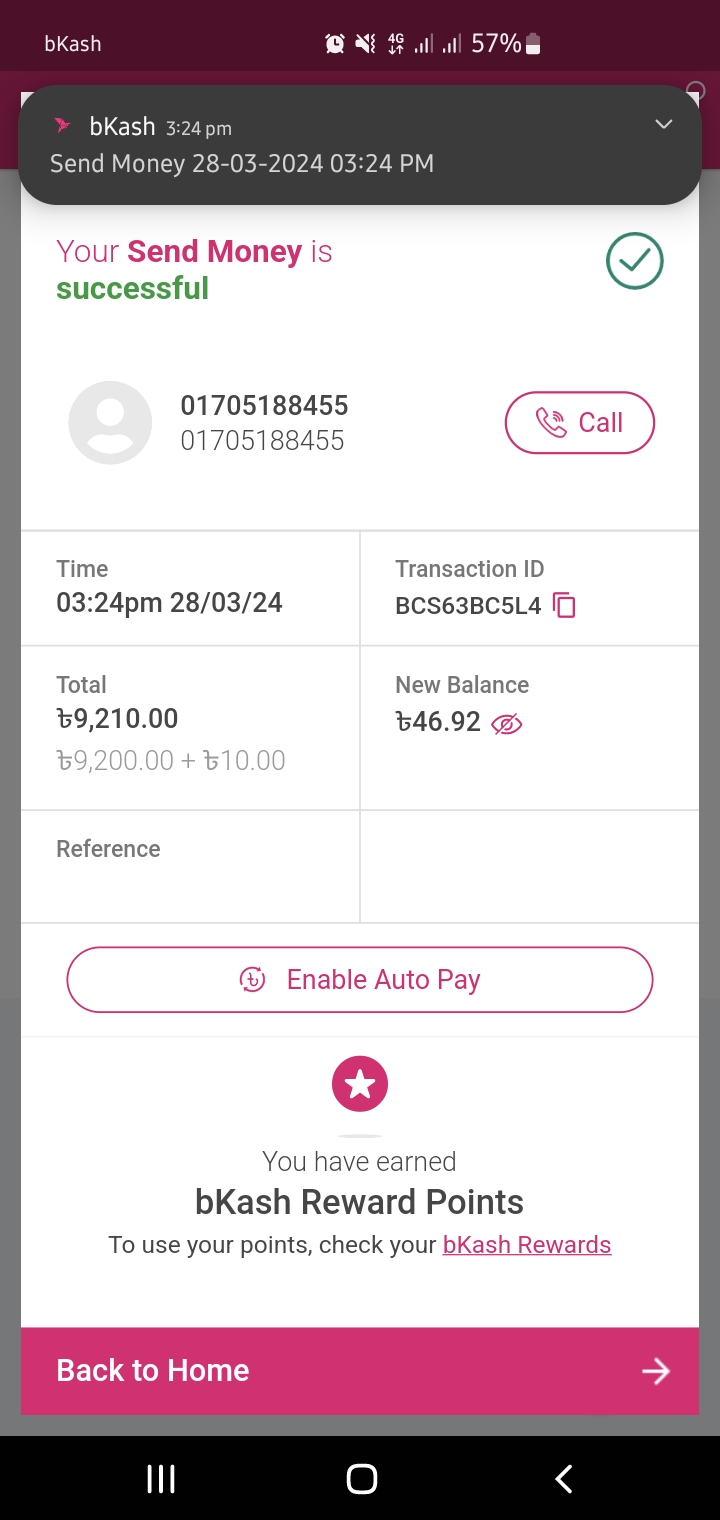 bKash
4G
57%
bKash 3:24 pm
Send Money 28-03-2024 03:24 PM
Your Send Money is
successful
01705188455
01705188455
Call
Time
03:24pm 28/03/24
Transaction ID
BCS63BC5L4
Total
৳9,210.00
৳9,200.00 + ৳10.00
New Balance
৳46.92
Reference
Enable Auto Pay
You have earned
bKash Reward Points
To use your points, check your bKash Rewards
Back to Home